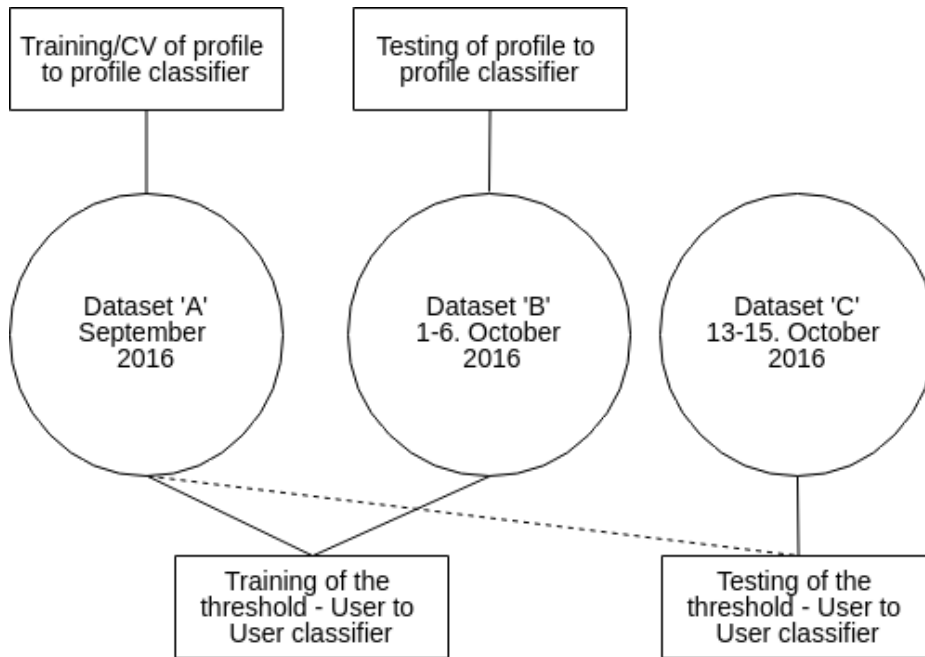 Training/CV of profile
to profile classifier
Testing of profile to
profile classifier
Dataset 'A'
September
2016
Dataset 'B'
1-6. October
2016
Dataset 'C'
13-15. October
2016
Training of the
threshold - User to
User classifier
Testing of the
threshold - User to
User classifier